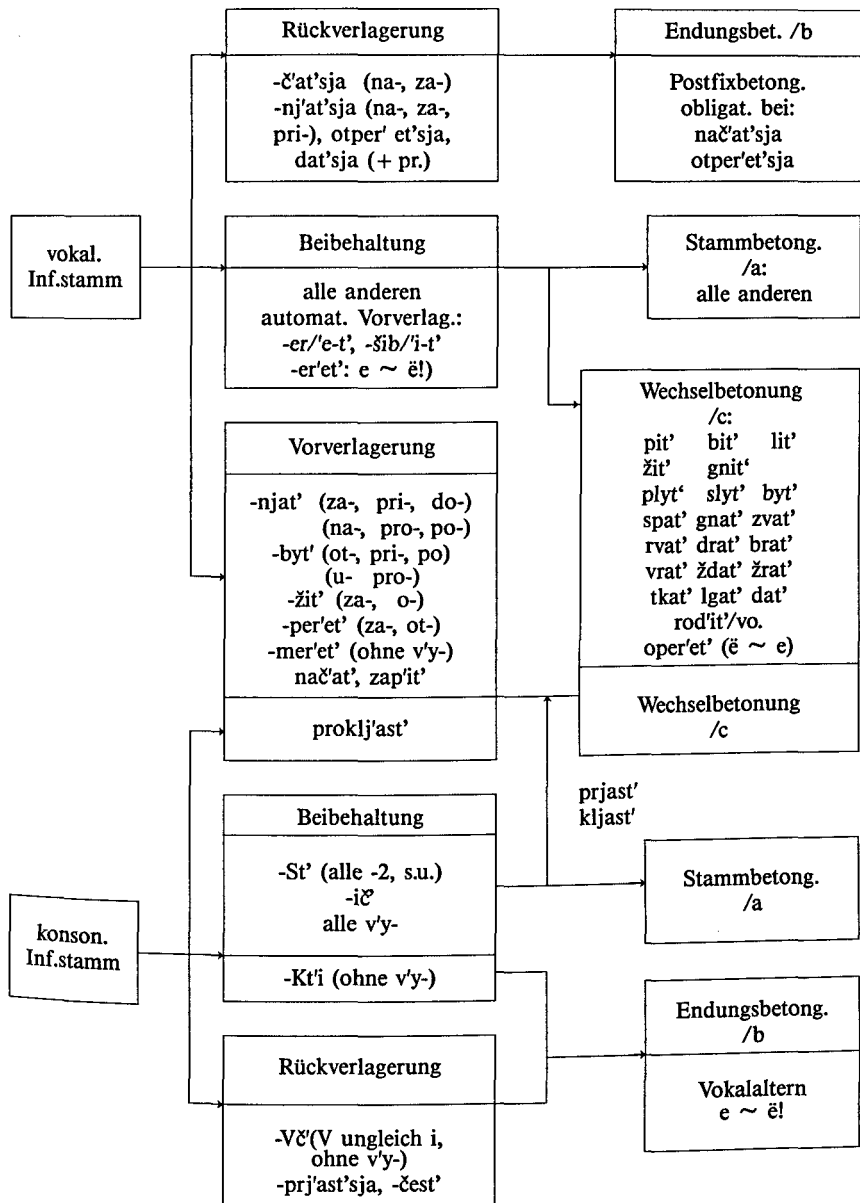 Rückverlagerung
-č'at'sja (na-, za-)
-nj'at'sja (na-, za-,
pri-), otper' et'sja,
dat'sja (+ pr.)
Endungsbet. /b
Postfixbetong.
obligat. bei:
nač'at'sja
otper'et'sja
vokal.
Inf.stamm
Beibehaltung
alle anderen
automat. Vorverlag.:
-er/'e-t', -šib/'i-t'
-er'et': e ~ ë!)
Stammbetong.
/a:
alle anderen
Vorverlagerung
-njat' (za-, pri-, do-)
(na-, pro-, po-)
-byt' (ot-, pri-, po)
(u- pro-)
-žit' (za-, o-)
-per'et' (za-, ot-)
-mer'et' (ohne v'y-)
nač'at', zap'it'
proklj'ast'
Wechselbetonung
/c:
pit' bit' lit'
žit' gnit‘
plyt‘ slyt' byt'
spat' gnat' zvat'
rvat' drat' brat'
vrat' ždat' žrat'
tkat' lgat' dat'
rod'it'/vo.
oper'et' (ë ~ e)
Wechselbetonung
/c
prjast'
kljast'
konson.
Inf.stamm
Beibehaltung
-St' (alle -2, s.u.)
-ič'
alle v'y-
-Kt'i (ohne v'y-)
Stammbetong.
/a
Rückverlagerung
-Vč'(V ungleich i,
ohne v'y-)
-prj'ast'sja, -čest'
Endungsbetong.
/b
Vokalaltern
e ~ ë!